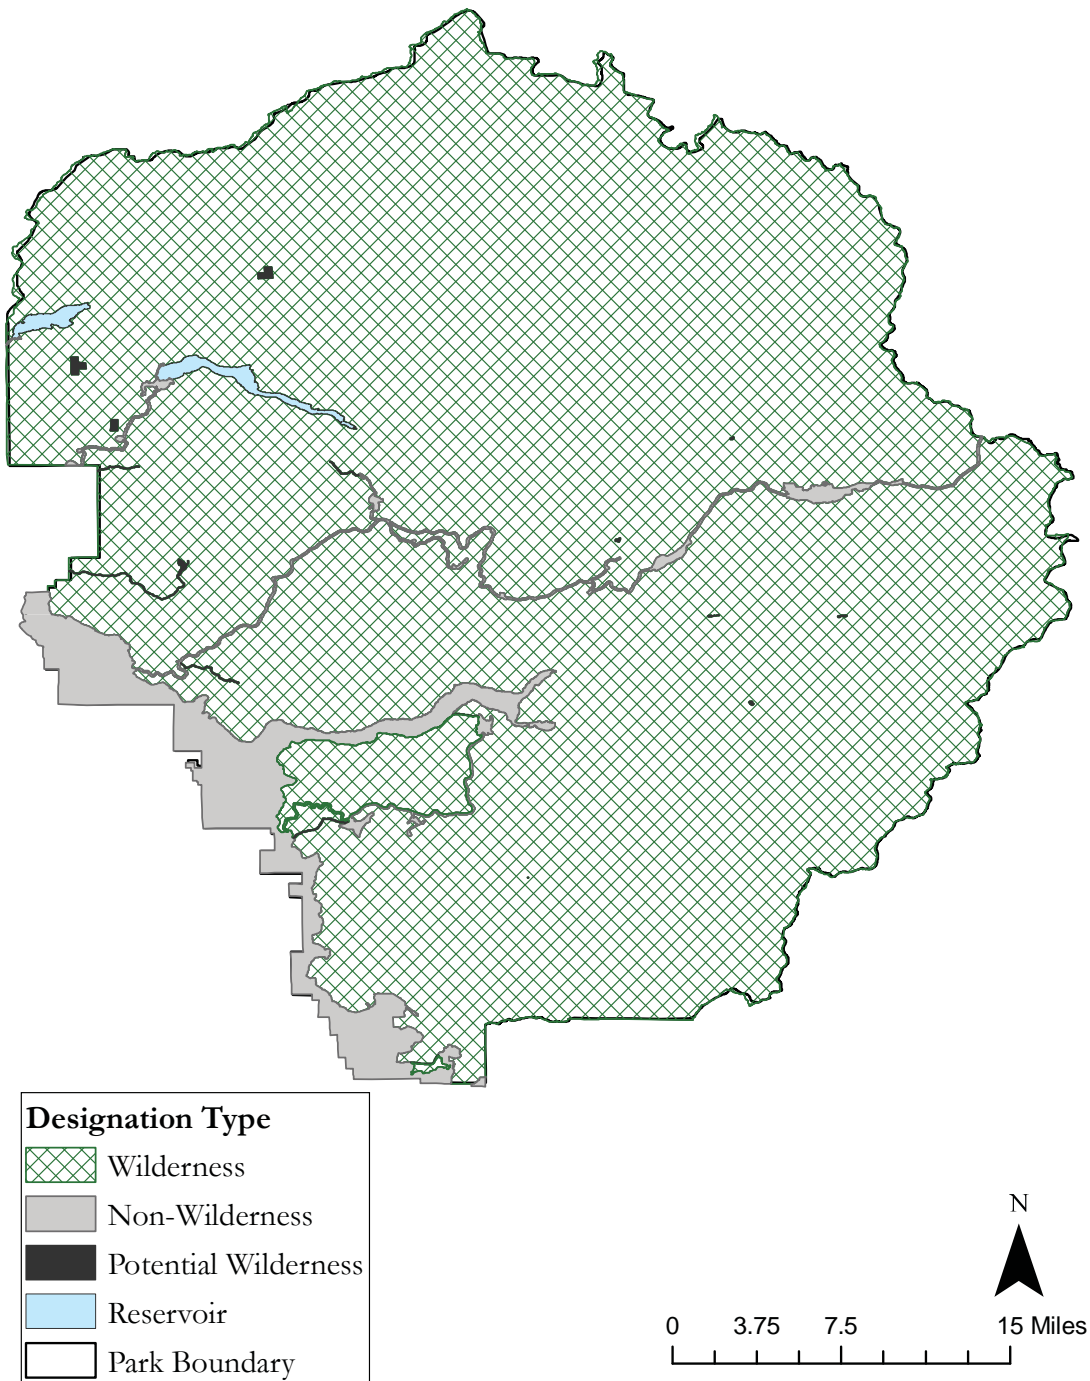 Designation Type
Wilderness
Non-Wilderness
Potential Wilderness
Reservoir
Park Boundary
N
0 3.75 7.5 15 Miles